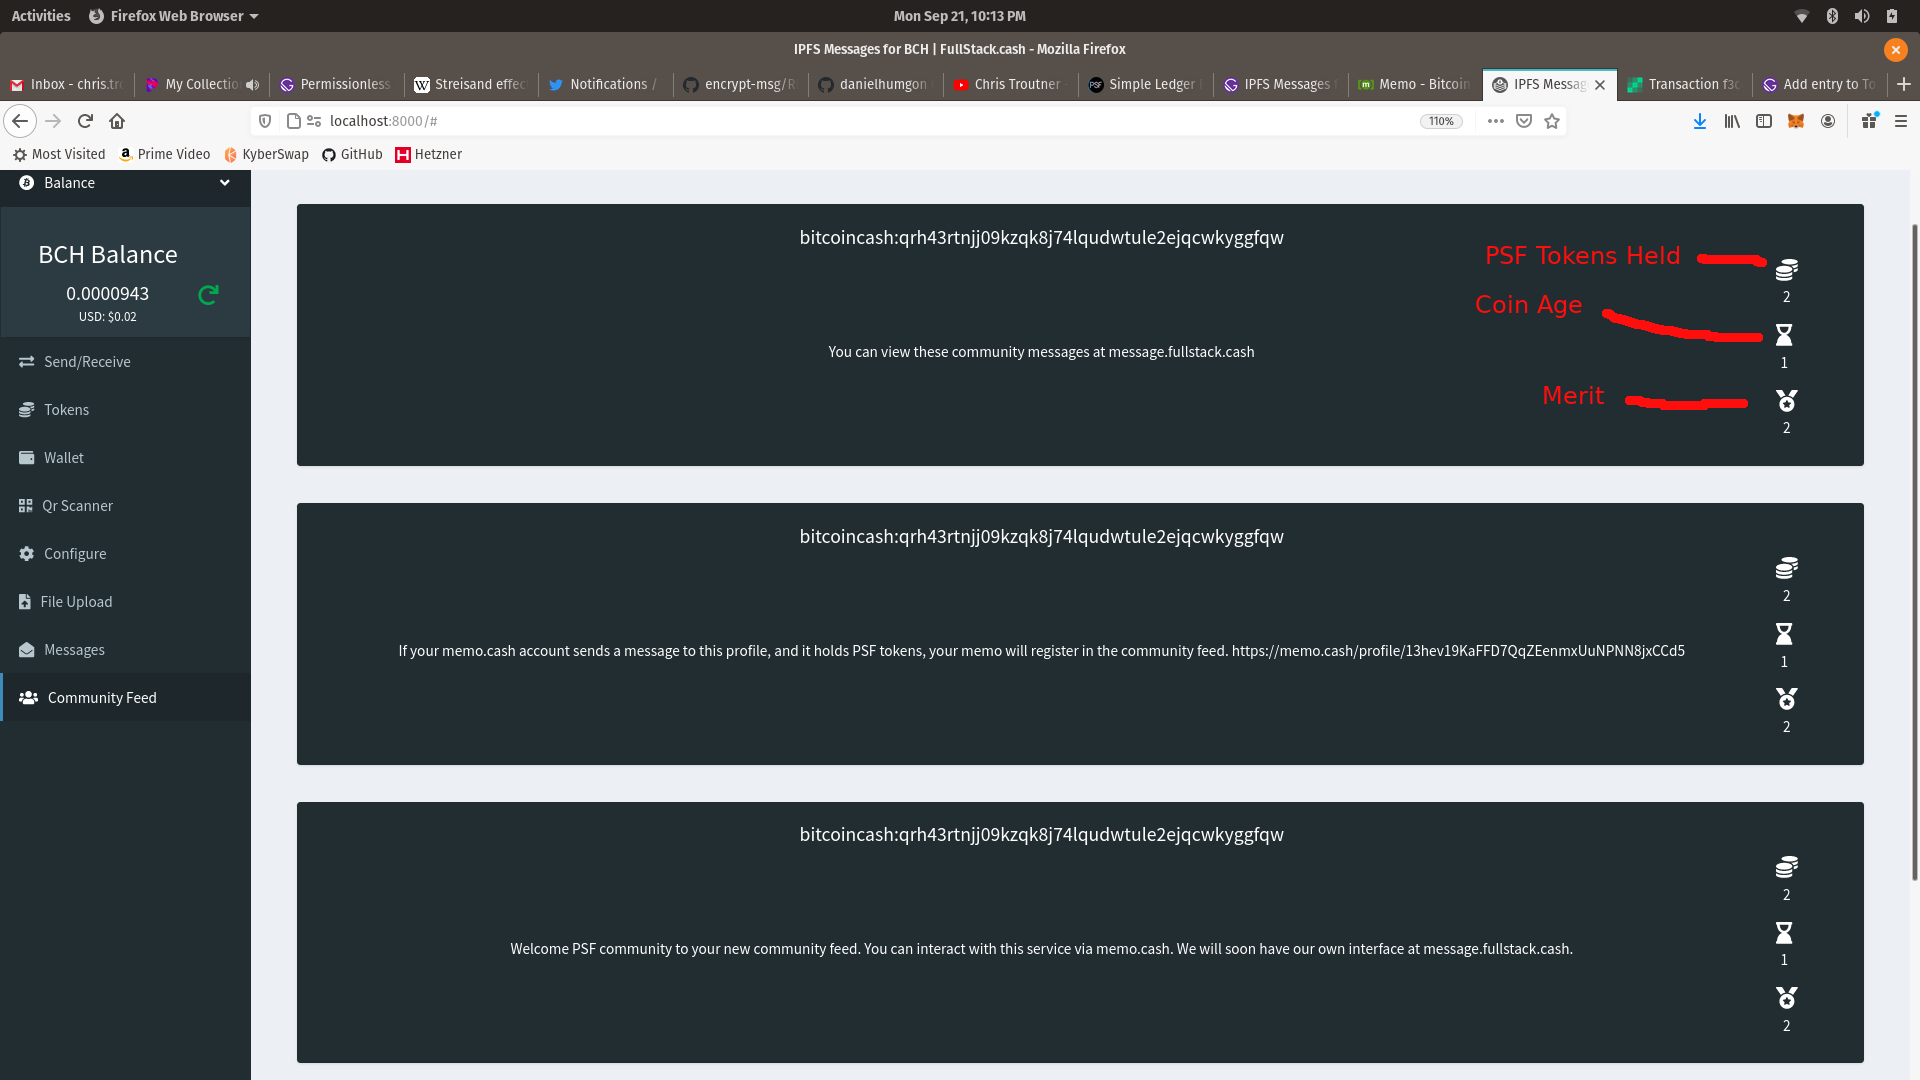 Activities Firefox Web Browser Mon Sep 21, 10:13 PM
IPFS Messages for BCH | FullStack.cash - Mozilla Firefox
Inbox - chris.tr My Collectio Permissionless Streisand effec Notifications / encrypt-msg/R danielhumgon Chris Troutner Simple Ledger IPFS Messages Memo - Bitcoin IPFS Messag Transaction f3c Add entry to To
localhost:8000/# 110%
Most Visited Prime Video KyberSwap GitHub Hetzner
Balance
BCH Balance
0.0000943
USD: $0.02
Send/Receive
Tokens
Wallet
Qr Scanner
Configure
File Upload
Messages
Community Feed
bitcoincash:qrh43rtnjj09kzqk8j74lqudwtule2ejqcwkyggfqw
PSF Tokens Held
2
Coin Age
You can view these community messages at message.fullstack.cash
1
Merit
2
bitcoincash:qrh43rtnjj09kzqk8j74lqudwtule2ejqcwkyggfqw
2
If your memo.cash account sends a message to this profile, and it holds PSF tokens, your memo will register in the community feed. https://memo.cash/profile/13hev19KaFFD7QqZEenmxUuNPNN8jxCCd5
1
2
bitcoincash:qrh43rtnjj09kzqk8j74lqudwtule2ejqcwkyggfqw
2
Welcome PSF community to your new community feed. You can interact with this service via memo.cash. We will soon have our own interface at message.fullstack.cash.
1
2